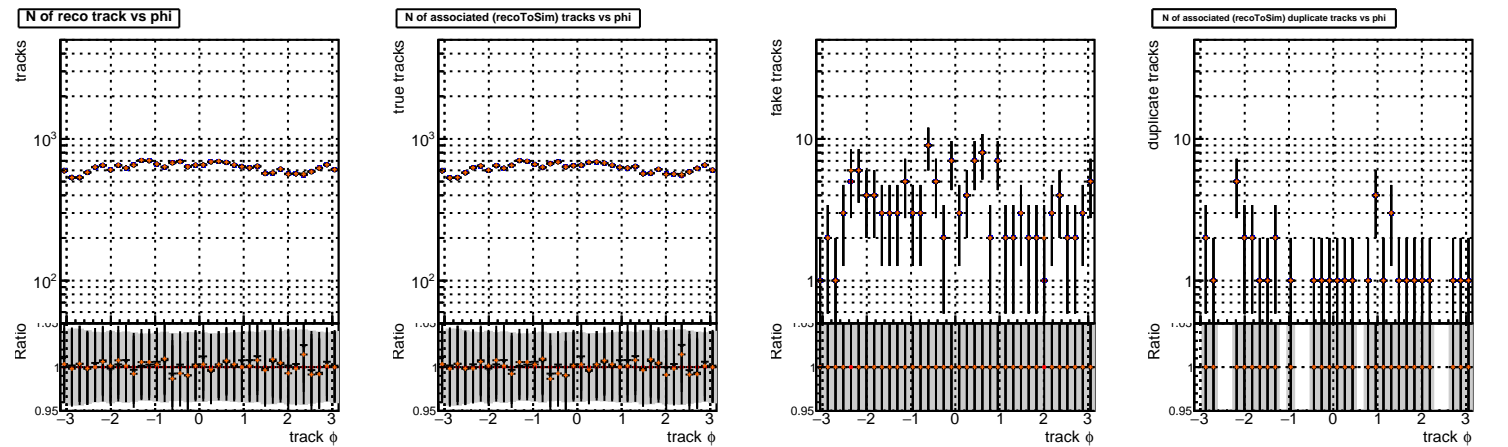 N of reco track vs phi
tracks
10³
10²
Ratio
1
0.95
−3 −2 −1 0 1 2 3
track ϕ
N of associated (recoToSim) tracks vs phi
true tracks
10³
10²
Ratio
1
0.95
−3 −2 −1 0 1 2 3
track ϕ
fake tracks
10
1
Ratio
1
0.95
−3 −2 −1 0 1 2 3
track ϕ
N of associated (recoToSim) duplicate tracks vs phi
duplicate tracks
10
1
Ratio
1
0.95
−3 −2 −1 0 1 2 3
track ϕ